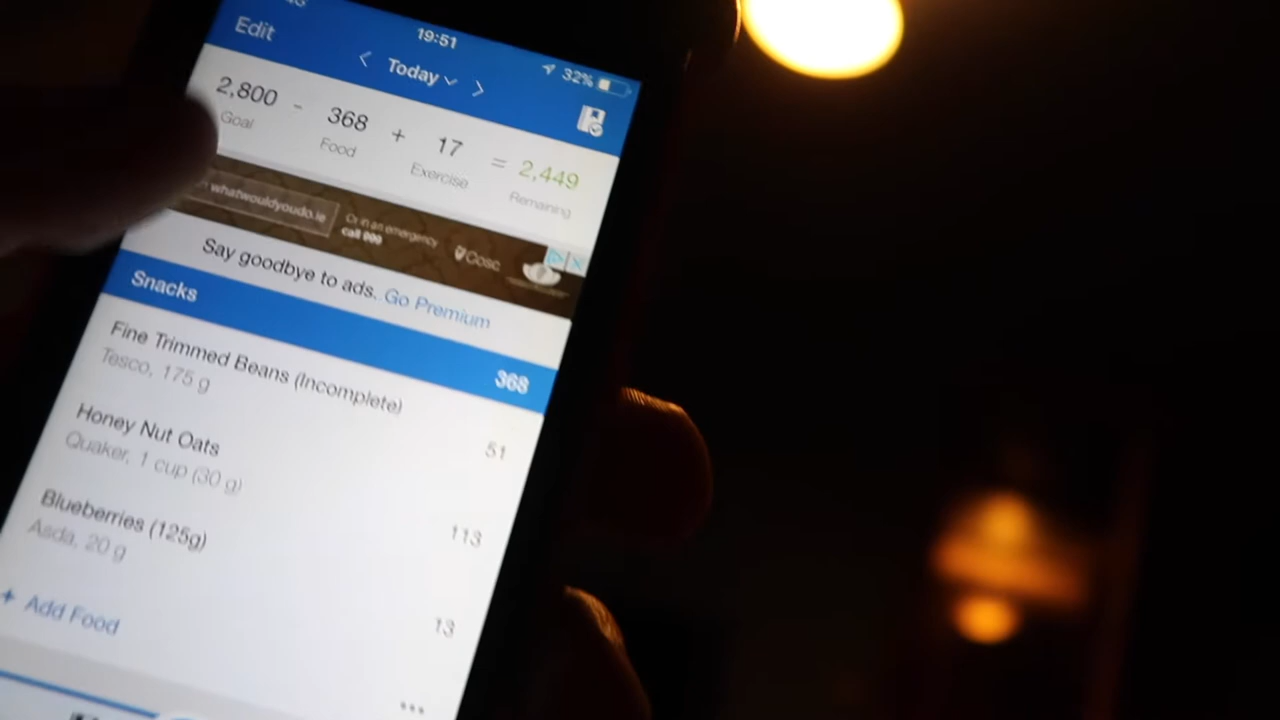 19:51
32%
Edit
Today
2,800 - 368 + 17 = 2,449
Goal Food Exercise Remaining
whatwouldyoudo.ie
Or in an emergency
call 999
Cosc
Say goodbye to ads. Go Premium
Snacks 368
Fine Trimmed Beans (Incomplete) 51
Tesco, 175 g
Honey Nut Oats 113
Quaker, 1 cup (30 g)
Blueberries (125g) 13
Asda, 20 g
+ Add Food